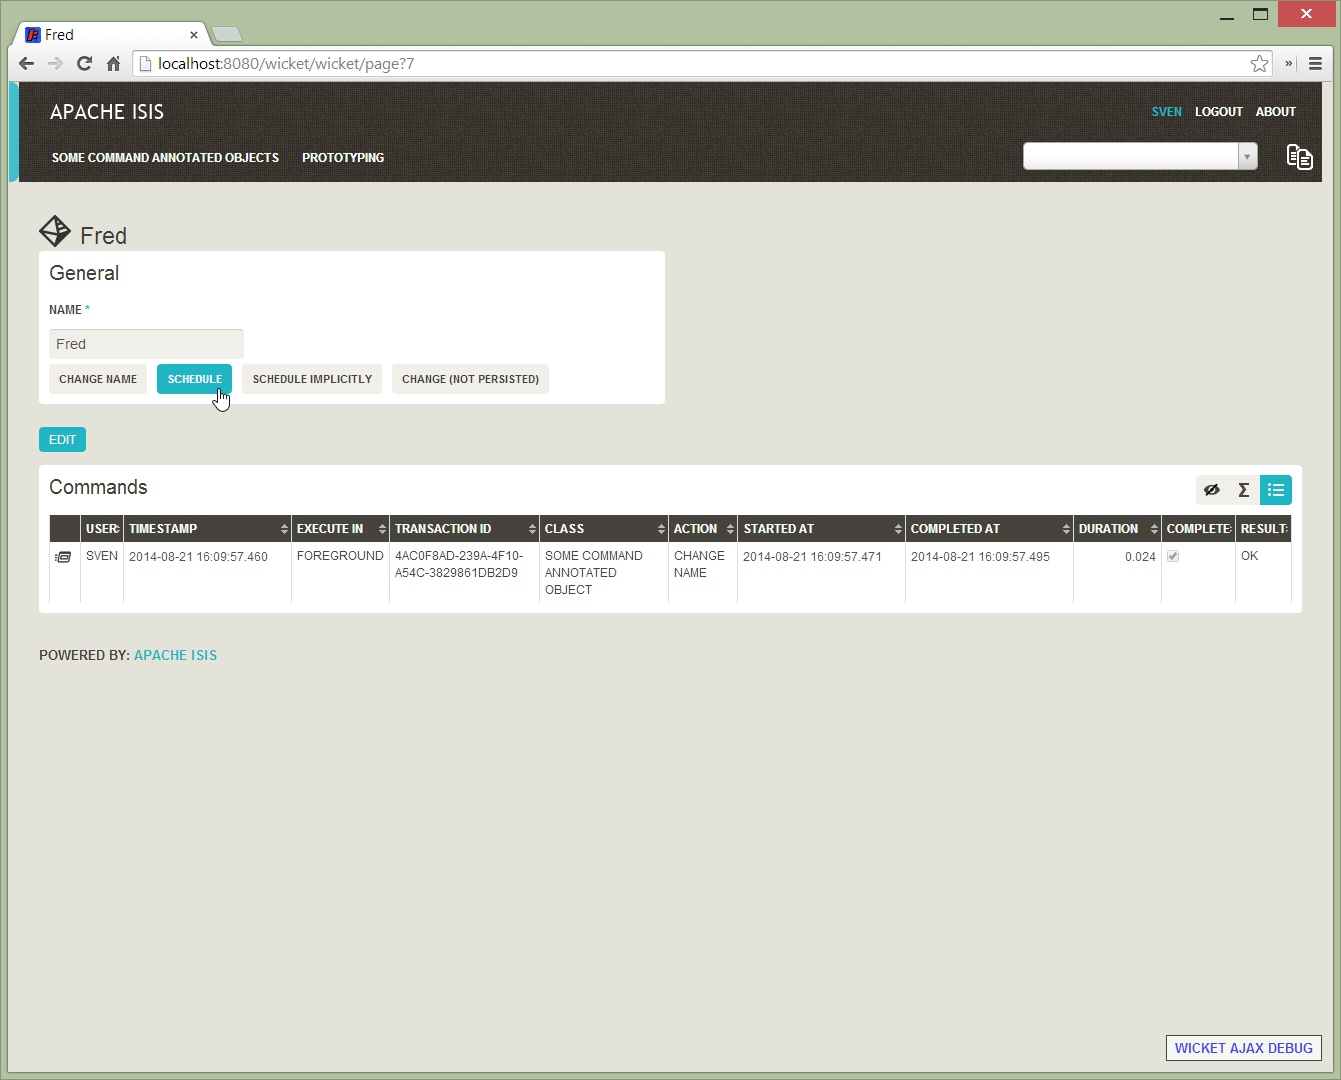 Fred
localhost:8080/wicket/wicket/page?7
APACHE ISIS
SVEN LOGOUT ABOUT
SOME COMMAND ANNOTATED OBJECTS PROTOTYPING
Fred
General
NAME *
Fred
CHANGE NAME SCHEDULE SCHEDULE IMPLICITLY CHANGE (NOT PERSISTED)
EDIT
Commands
USER TIMESTAMP EXECUTE IN TRANSACTION ID CLASS ACTION STARTED AT COMPLETED AT DURATION COMPLETE RESULT
SVEN 2014-08-21 16:09:57.460 FOREGROUND 4AC0F8AD-239A-4F10- SOME COMMAND CHANGE 2014-08-21 16:09:57.471 2014-08-21 16:09:57.495 0.024 OK
A54C-3829861DB2D9 ANNOTATED NAME
OBJECT
POWERED BY: APACHE ISIS
WICKET AJAX DEBUG